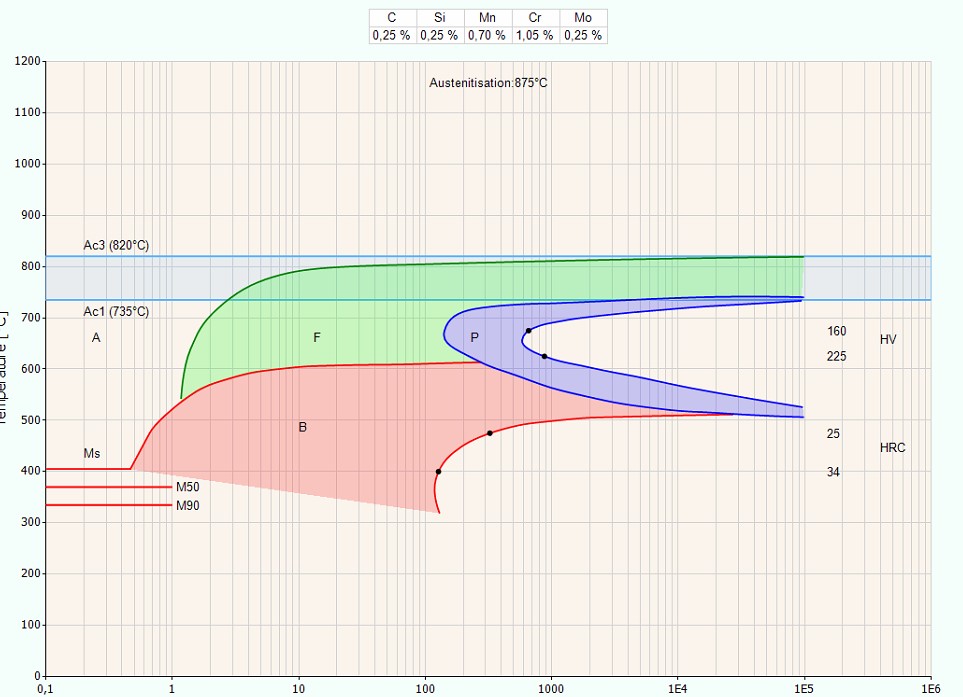 C Si Mn Cr Mo
0,25 % 0,25 % 0,70 % 1,05 % 0,25 %
1200
Austenitisation:875°C
1100
1000
900
Ac3 (820°C)
800
Ac1 (735°C)
700
A F P 160 HV
225
600
500
B 25
Ms HRC
400 34
M50
M90
300
200
100
0
0,1 1 10 100 1000 1E4 1E5 1E6